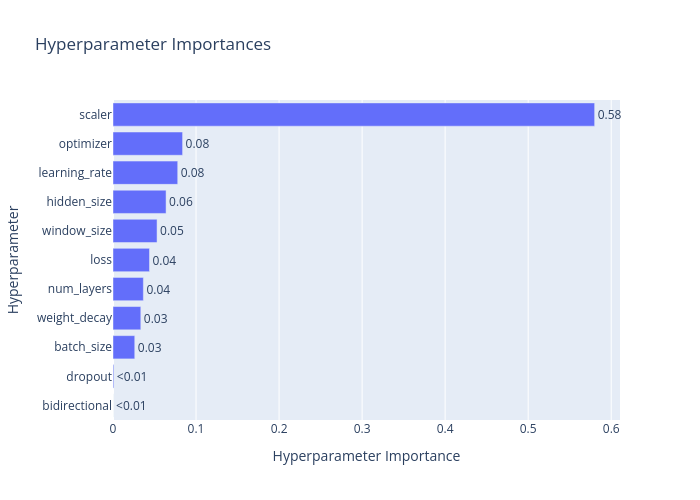 Hyperparameter Importances
Hyperparameter
scaler 0.58
optimizer 0.08
learning_rate 0.08
hidden_size 0.06
window_size 0.05
loss 0.04
num_layers 0.04
weight_decay 0.03
batch_size 0.03
dropout <0.01
bidirectional <0.01
0 0.1 0.2 0.3 0.4 0.5 0.6
Hyperparameter Importance